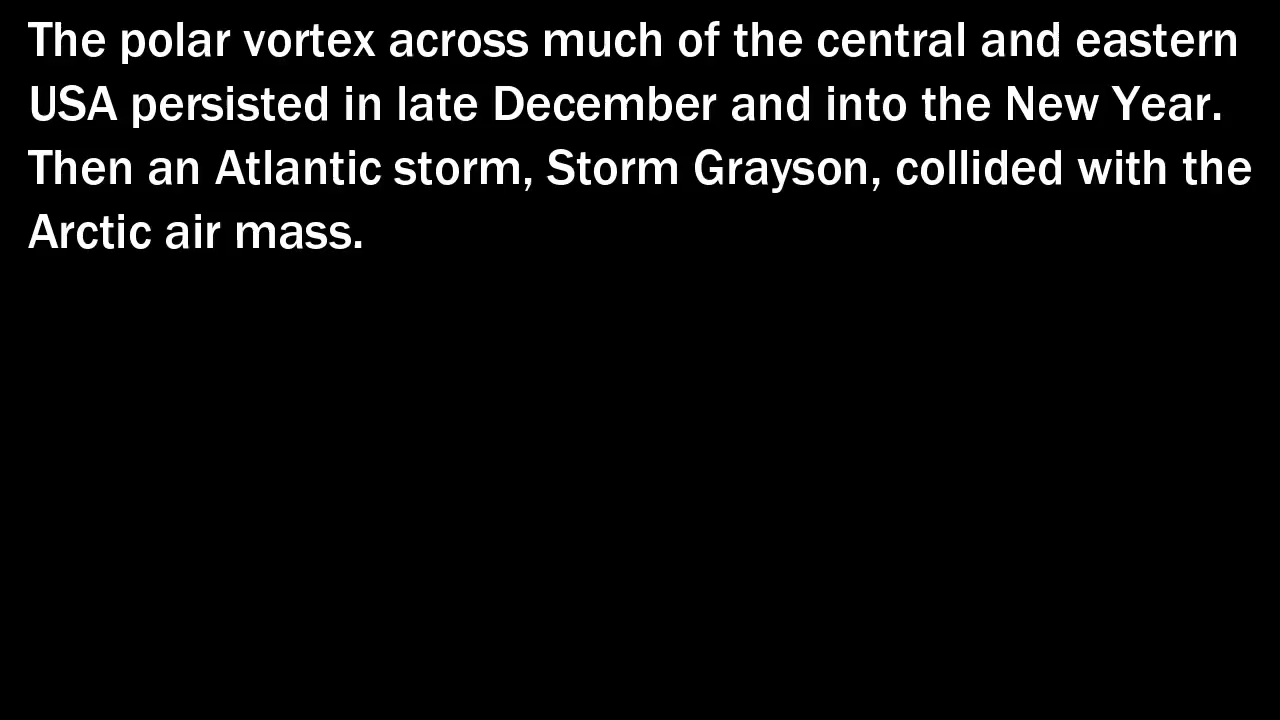 The polar vortex across much of the central and eastern
USA persisted in late December and into the New Year.
Then an Atlantic storm, Storm Grayson, collided with the
Arctic air mass.